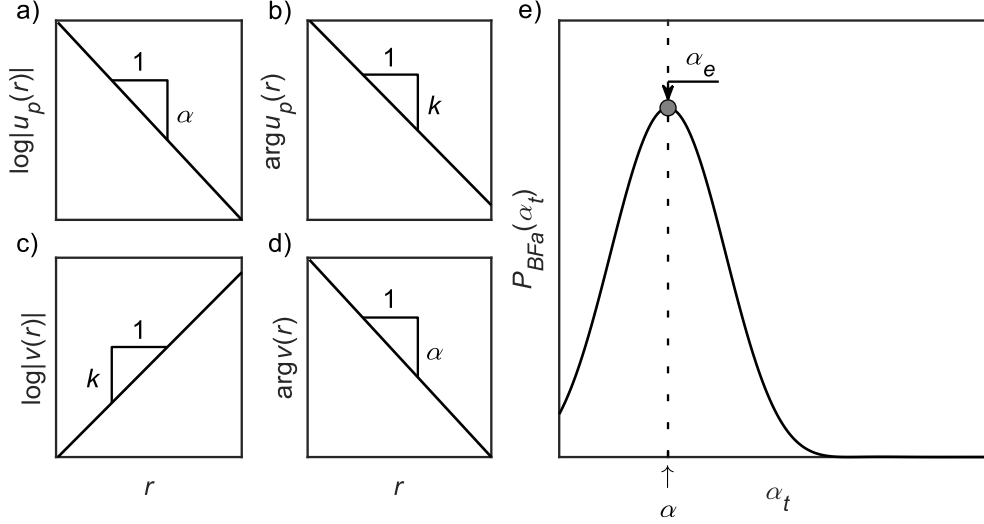 a)
log|u_p(r)|
1
α
b)
arg u_p(r)
1
k
c)
log|v(r)|
1
k
r
d)
arg v(r)
1
α
r
e)
P_BFa(α_t)
α_e
↑
α
α_t